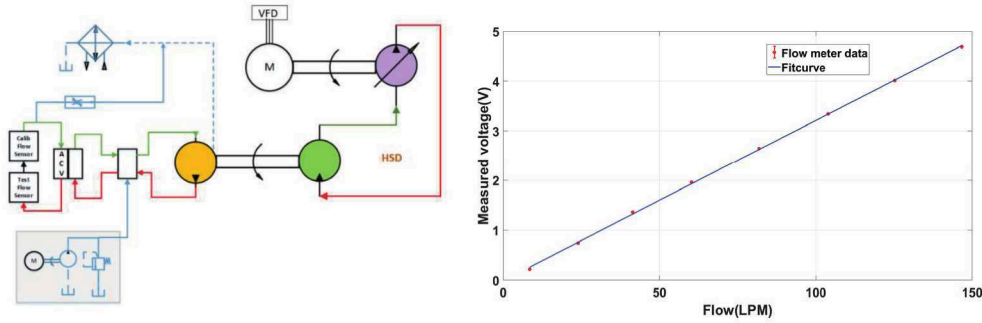 VFD
M
HSD
Calib
Flow
Sensor
A
C
V
Test
Flow
Sensor
M
Measured voltage(V)
5
4
3
2
1
0
Flow meter data
Fitcurve
0
50
100
150
Flow(LPM)